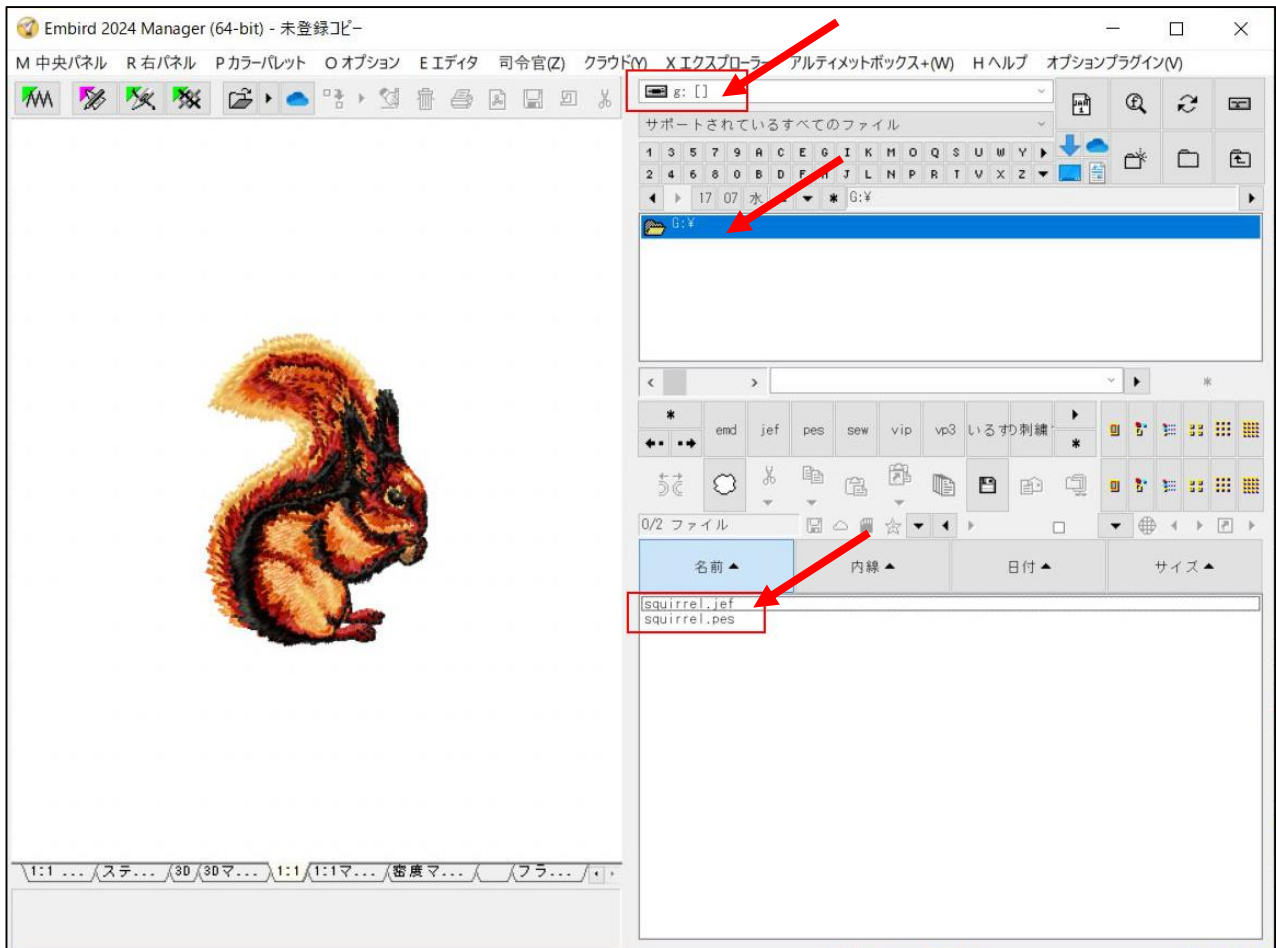 Embird 2024 Manager (64-bit) - 未登録コピー
M 中央パネル R 右パネル P カラーパレット O オプション E エディタ 司令官(Z) クラウド(Y) X エクスプローラー アルティメットボックス+(W) H ヘルプ オプションプラグイン(V)
g: []
サポートされているすべてのファイル
1 3 5 7 9 A C E G I K M O Q S U W Y
2 4 6 8 0 B D F H J L N P R T V X Z
17 07 水 * G:¥
G:¥
*
* emd jef pes sew vip vp3 いるす り刺繍 *
0/2 ファイル
名前 内線 日付 サイズ
squirrel.jef
squirrel.pes
1:1 ... ステ... 3D 3Dマ... 1:1 1:1マ... 密度マ... フラ...